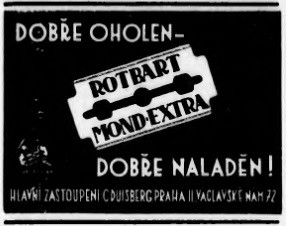 DOBŘE OHOLEN-
ROTBART
MOND-EXTRA
DOBŘE NALADĚN!
HLAVNÍ ZASTOUPENÍ C. DUISBERG PRAHA II. VÁCLAVSKÉ NÁM. 72